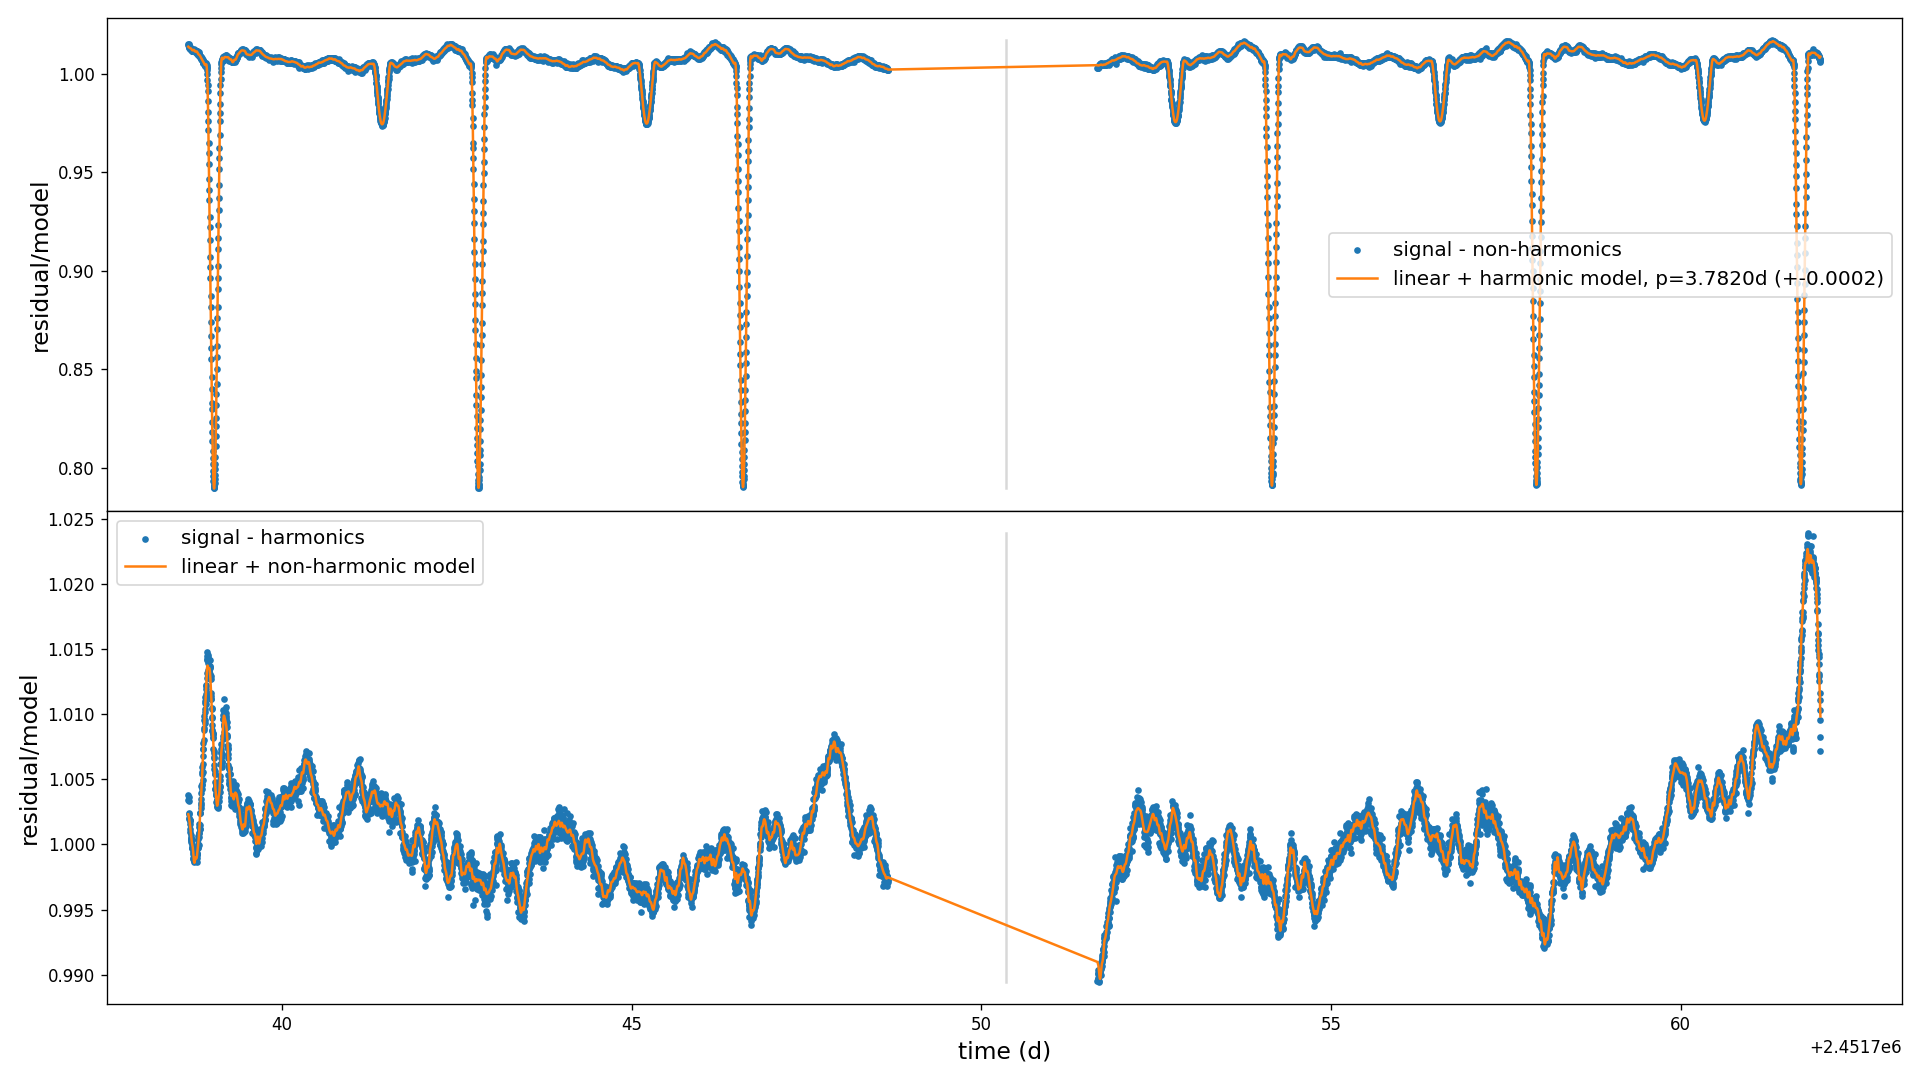 residual/model
1.00
0.95
0.90
0.85
0.80
signal - non-harmonics
linear + harmonic model, p=3.7820d (+-0.0002)
residual/model
1.025
1.020
1.015
1.010
1.005
1.000
0.995
0.990
signal - harmonics
linear + non-harmonic model
40
45
50
55
60
time (d)
+2.4517e6